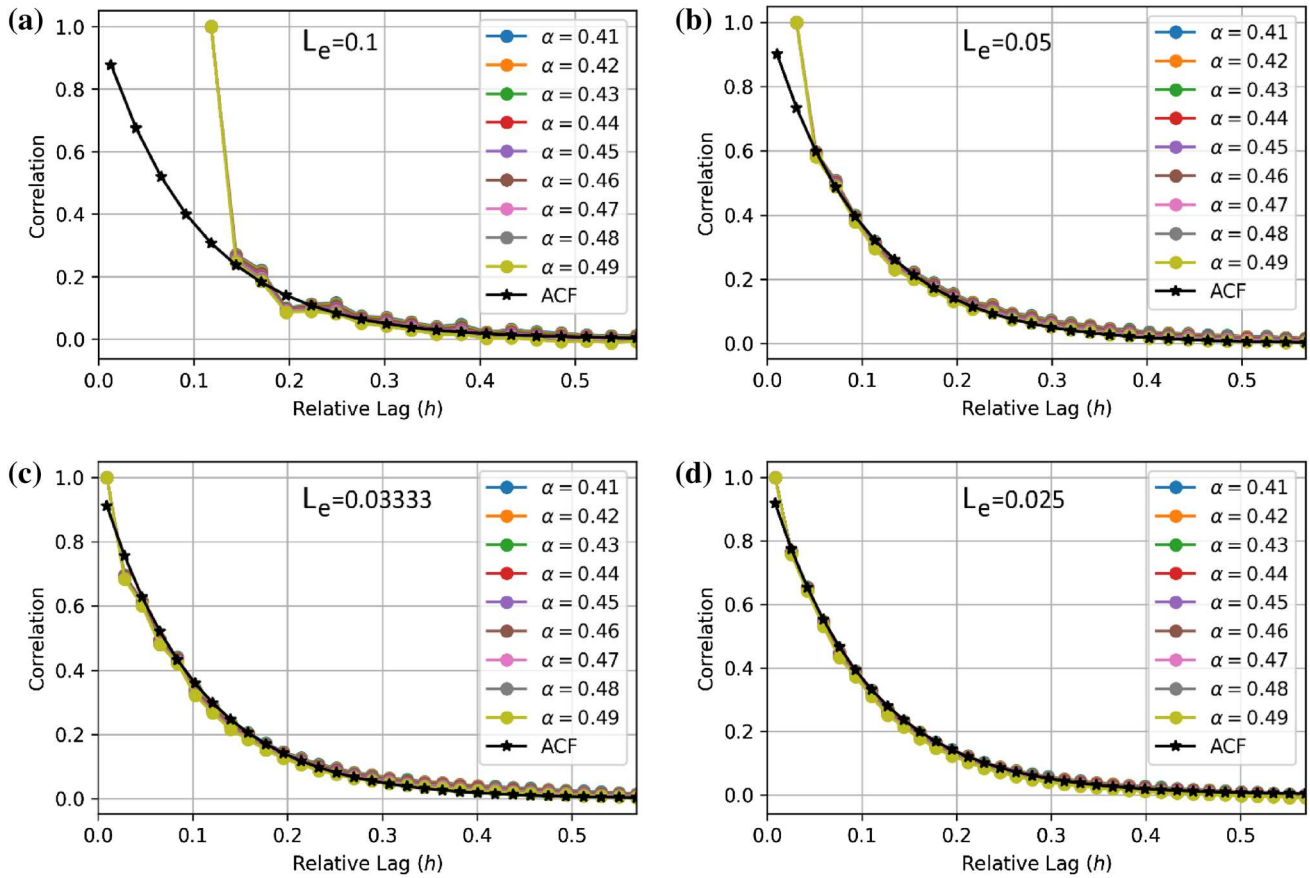 (a)
L_e=0.1
1.0
0.8
0.6
0.4
0.2
0.0
Correlation
α = 0.41
α = 0.42
α = 0.43
α = 0.44
α = 0.45
α = 0.46
α = 0.47
α = 0.48
α = 0.49
ACF
0.0 0.1 0.2 0.3 0.4 0.5
Relative Lag (h)
(b)
L_e=0.05
1.0
0.8
0.6
0.4
0.2
0.0
Correlation
α = 0.41
α = 0.42
α = 0.43
α = 0.44
α = 0.45
α = 0.46
α = 0.47
α = 0.48
α = 0.49
ACF
0.0 0.1 0.2 0.3 0.4 0.5
Relative Lag (h)
(c)
L_e=0.03333
1.0
0.8
0.6
0.4
0.2
0.0
Correlation
α = 0.41
α = 0.42
α = 0.43
α = 0.44
α = 0.45
α = 0.46
α = 0.47
α = 0.48
α = 0.49
ACF
0.0 0.1 0.2 0.3 0.4 0.5
Relative Lag (h)
(d)
L_e=0.025
1.0
0.8
0.6
0.4
0.2
0.0
Correlation
α = 0.41
α = 0.42
α = 0.43
α = 0.44
α = 0.45
α = 0.46
α = 0.47
α = 0.48
α = 0.49
ACF
0.0 0.1 0.2 0.3 0.4 0.5
Relative Lag (h)